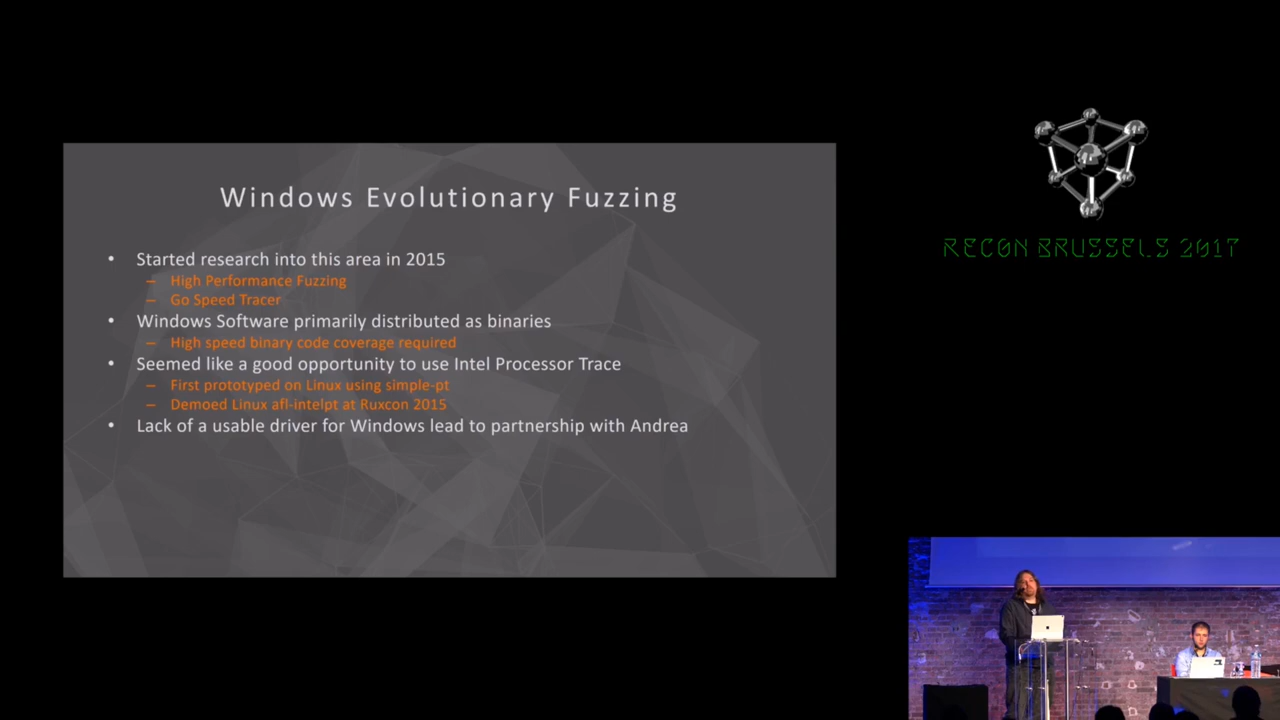 Windows Evolutionary Fuzzing
• Started research into this area in 2015
– High Performance Fuzzing
– Go Speed Tracer
• Windows Software primarily distributed as binaries
– High speed binary code coverage required
• Seemed like a good opportunity to use Intel Processor Trace
– First prototyped on Linux using simple-pt
– Demoed Linux afl-intelpt at Ruxcon 2015
• Lack of a usable driver for Windows lead to partnership with Andrea
RECON BRUSSELS 2017